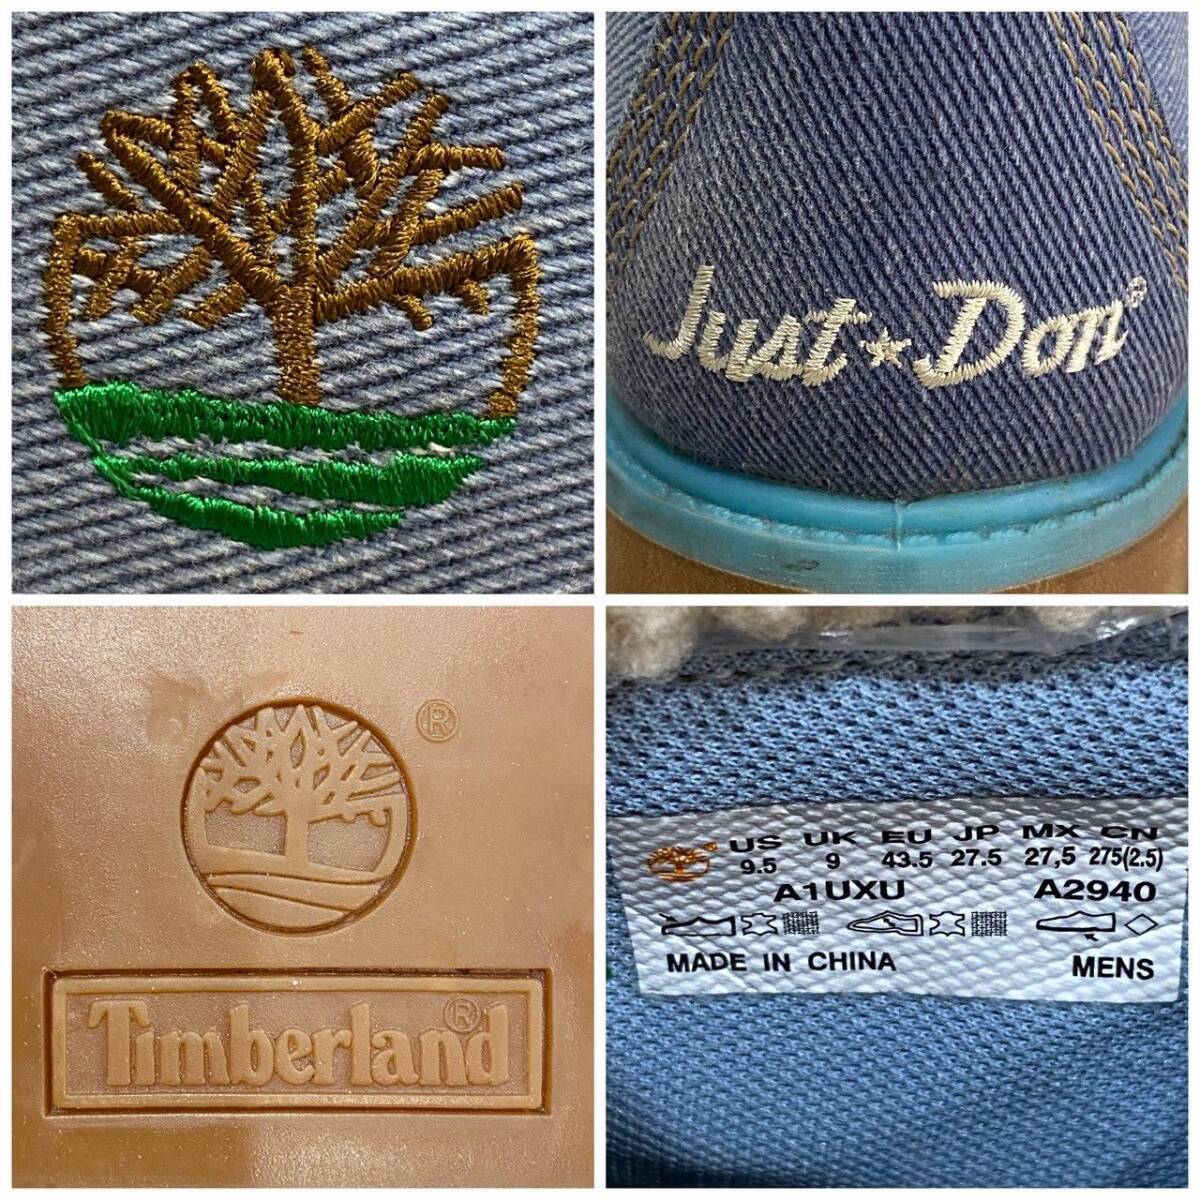 Just★Don®
®
Timberland®
US UK EU JP MX CN
9.5 9 43.5 27.5 27,5 275(2.5)
A1UXU A2940
MADE IN CHINA MENS